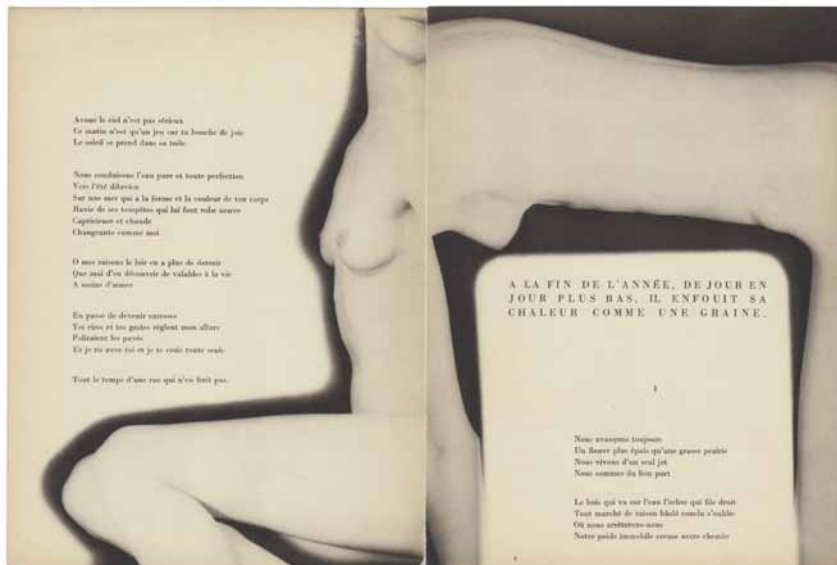 Avoue le ciel n'est pas sérieux
Ce matin n'est qu'un jeu sur ta bouche de joie
Le soleil se prend dans sa toile
Nous conduisons l'eau pure et toute perfection
Vers l'été diluvien
Sur une mer qui a la forme et la couleur de ton corps
Ravie de ses tempêtes qui lui font robe neuve
Capricieuse et chaude
Changeante comme moi
O mes raisons le loir en a plus de dormir
Que moi d'en découvrir de valables à la vie
A moins d'aimer
En passe de devenir caresses
Tes rires et tes gestes règlent mon allure
Poliraient les pavés
Et je ris avec toi et je te crois toute seule
Tout le temps d'une rue qui n'en finit pas.
A LA FIN DE L'ANNÉE, DE JOUR EN
JOUR PLUS BAS, IL ENFOUIT SA
CHALEUR COMME UNE GRAINE.
I
Nous avançons toujours
Un fleuve plus épais qu'une grasse prairie
Nous vivons d'un seul jet
Nous sommes du bon port
Le bois qui va sur l'eau l'arbre qui file droit
Tout marché de raison bâclé conclu s'oublie
Où nous arrêterons-nous
Notre poids immobile creuse notre chemin